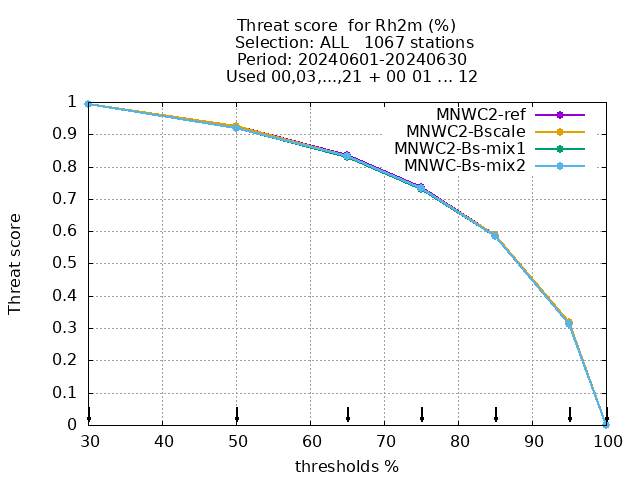 Threat score  for Rh2m (%)
Selection: ALL   1067 stations
Period: 20240601-20240630
Used 00,03,...,21 + 00 01 ... 12
MNWC2-ref
MNWC2-Bscale
MNWC2-Bs-mix1
MNWC-Bs-mix2
Threat score
1
0.9
0.8
0.7
0.6
0.5
0.4
0.3
0.2
0.1
0
30 40 50 60 70 80 90 100
thresholds %